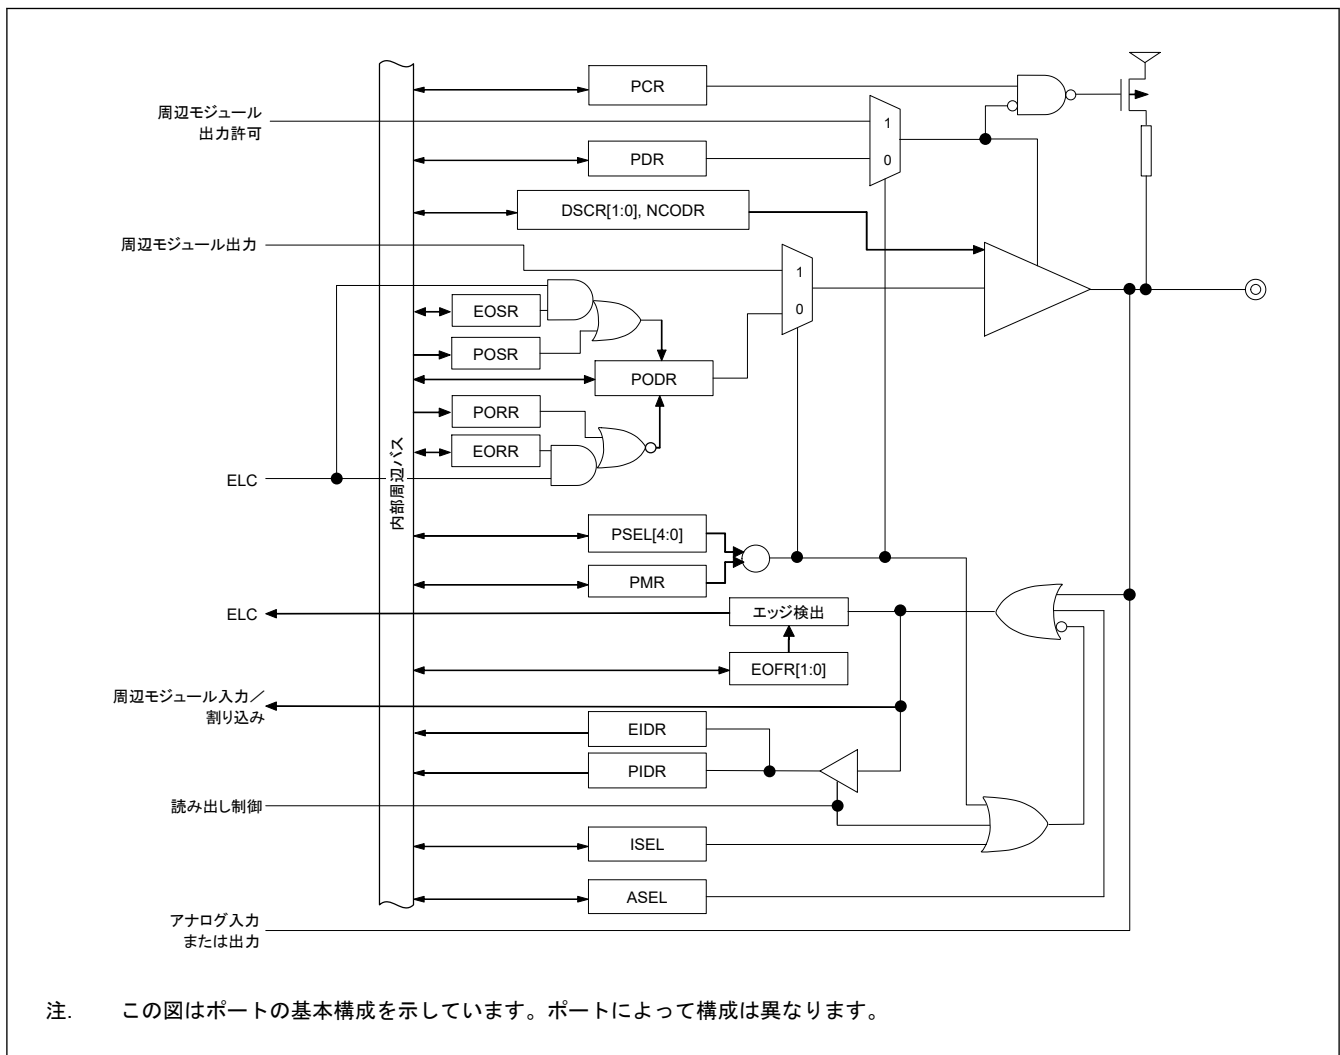 PCR
周辺モジュール
出力許可
1
PDR
0
DSCR[1:0], NCODR
周辺モジュール出力
1
EOSR
0
POSR
PODR
PORR
EORR
内部周辺バス
ELC
PSEL[4:0]
PMR
ELC
エッジ検出
EOFR[1:0]
周辺モジュール入力／
割り込み
EIDR
PIDR
読み出し制御
ISEL
ASEL
アナログ入力
または出力
注. この図はポートの基本構成を示しています。ポートによって構成は異なります。